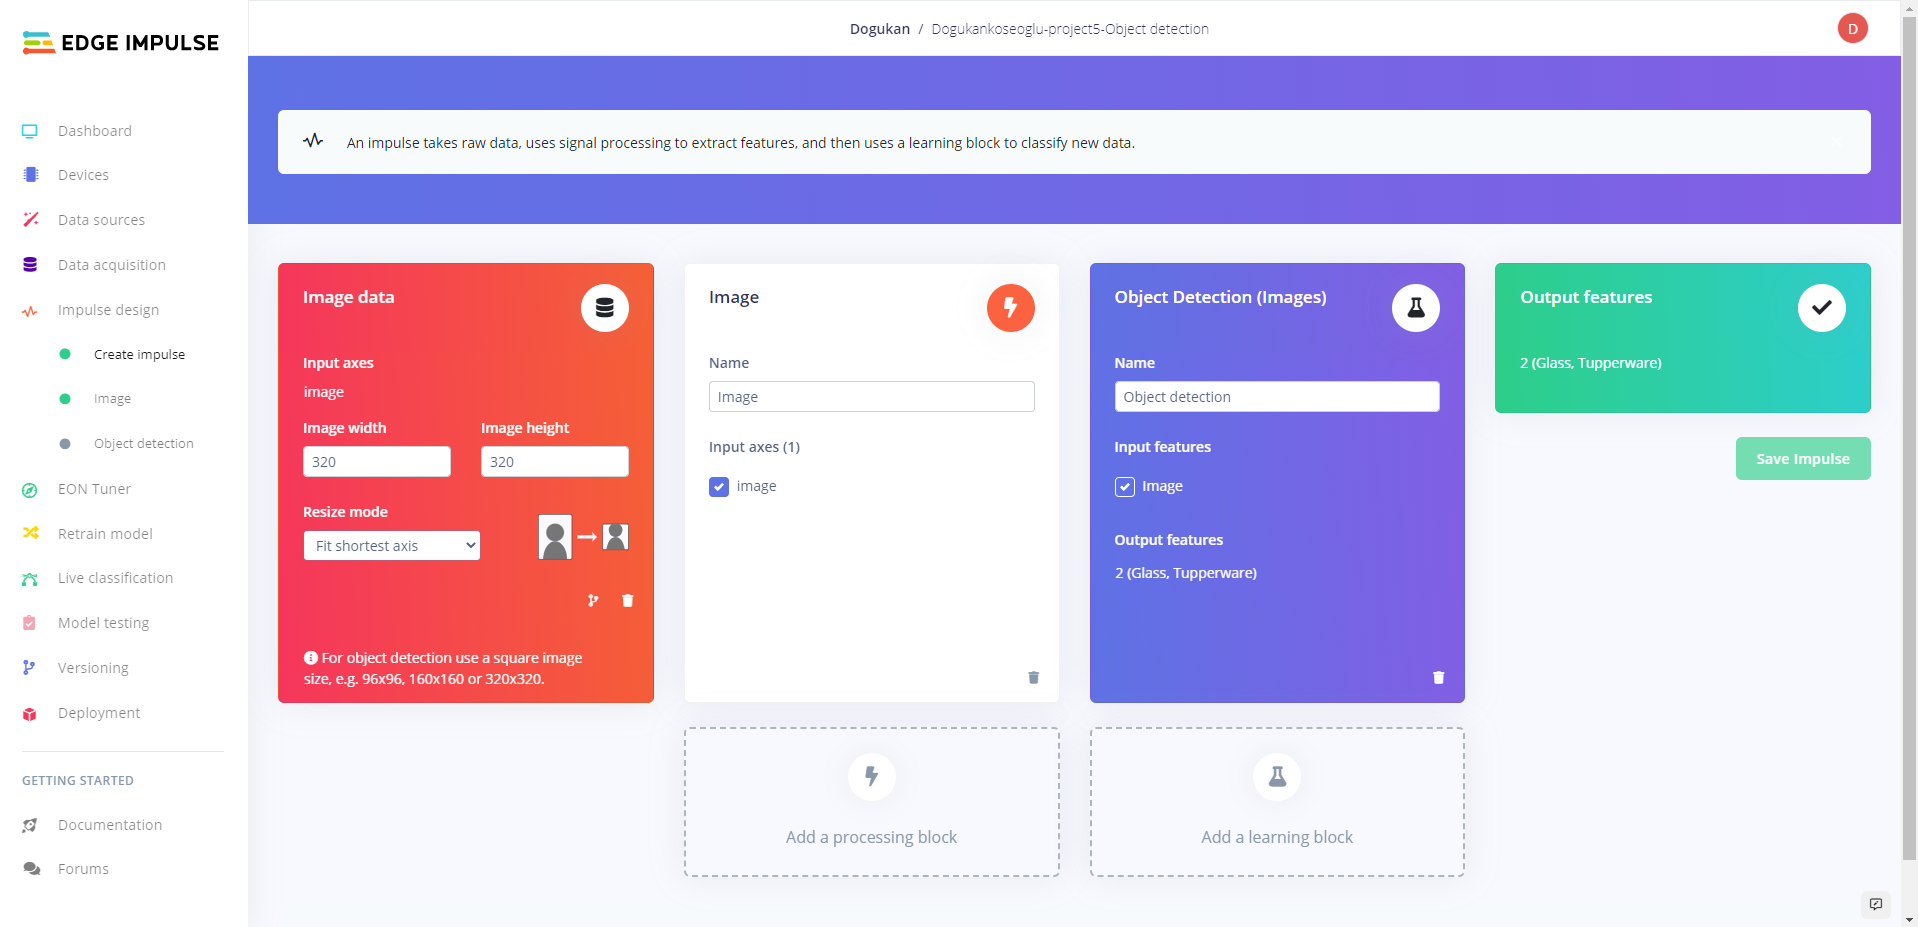 EDGE IMPULSE
Dogukan / Dogukankoseoglu-project5-Object detection
D
Dashboard
Devices
Data sources
Data acquisition
Impulse design
Create impulse
Image
Object detection
EON Tuner
Retrain model
Live classification
Model testing
Versioning
Deployment
GETTING STARTED
Documentation
Forums
An impulse takes raw data, uses signal processing to extract features, and then uses a learning block to classify new data.
Image data
Input axes
image
Image width
Image height
320
320
Resize mode
Fit shortest axis
For object detection use a square image
size, e.g. 96x96, 160x160 or 320x320.
Image
Name
Image
Input axes (1)
image
Object Detection (Images)
Name
Object detection
Input features
Image
Output features
2 (Glass, Tupperware)
Output features
2 (Glass, Tupperware)
Save Impulse
Add a processing block
Add a learning block